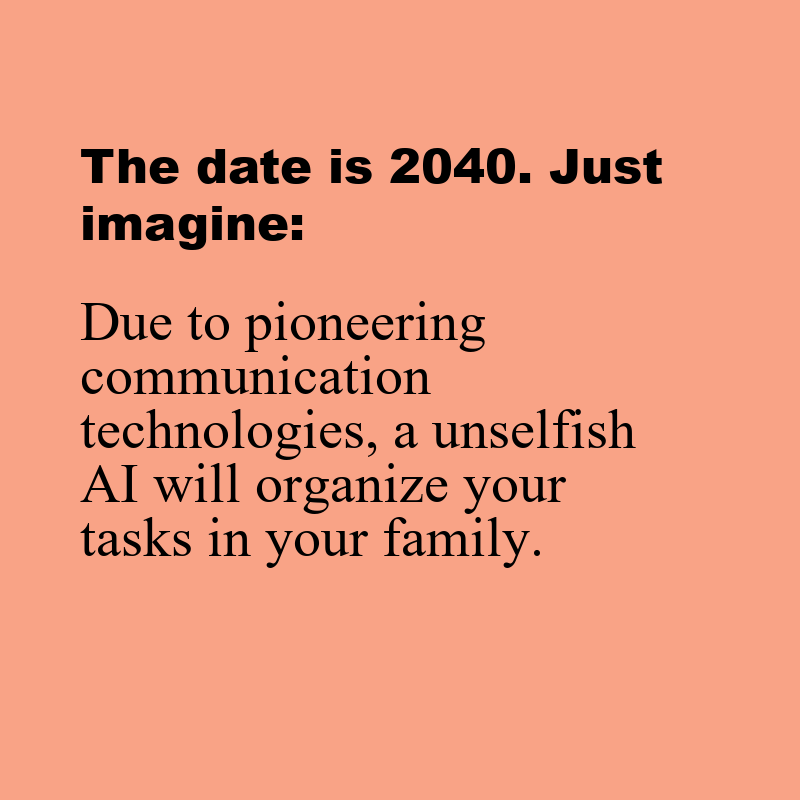 The date is 2040. Just
imagine:
Due to pioneering
communication
technologies, a unselfish
AI will organize your
tasks in your family.